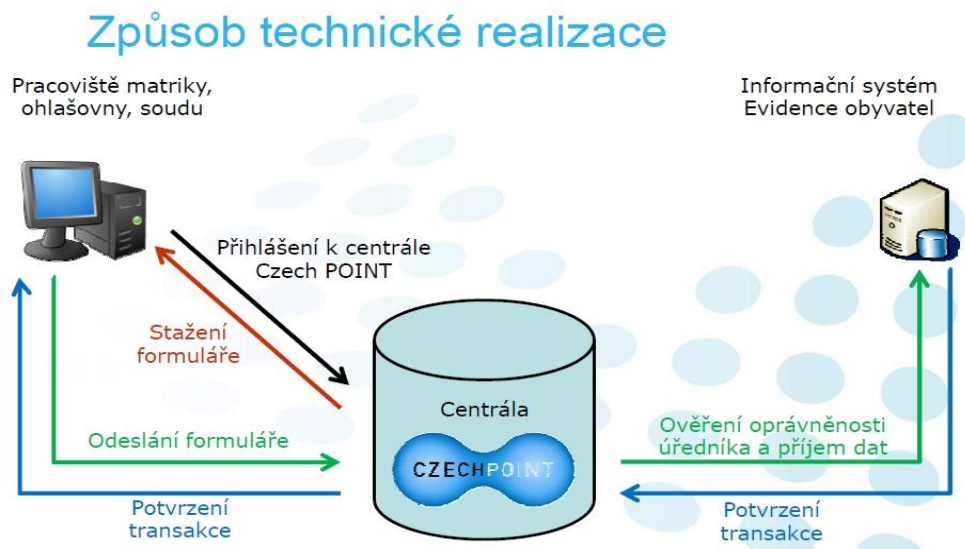 Způsob technické realizace
Pracoviště matriky,
ohlašovny, soudu
Informační systém
Evidence obyvatel
Přihlášení k centrále
Czech POINT
Stažení
formuláře
Centrála
CZECHPOINT
Odeslání formuláře
Ověření oprávněnosti
úředníka a příjem dat
Potvrzení
transakce
Potvrzení
transakce